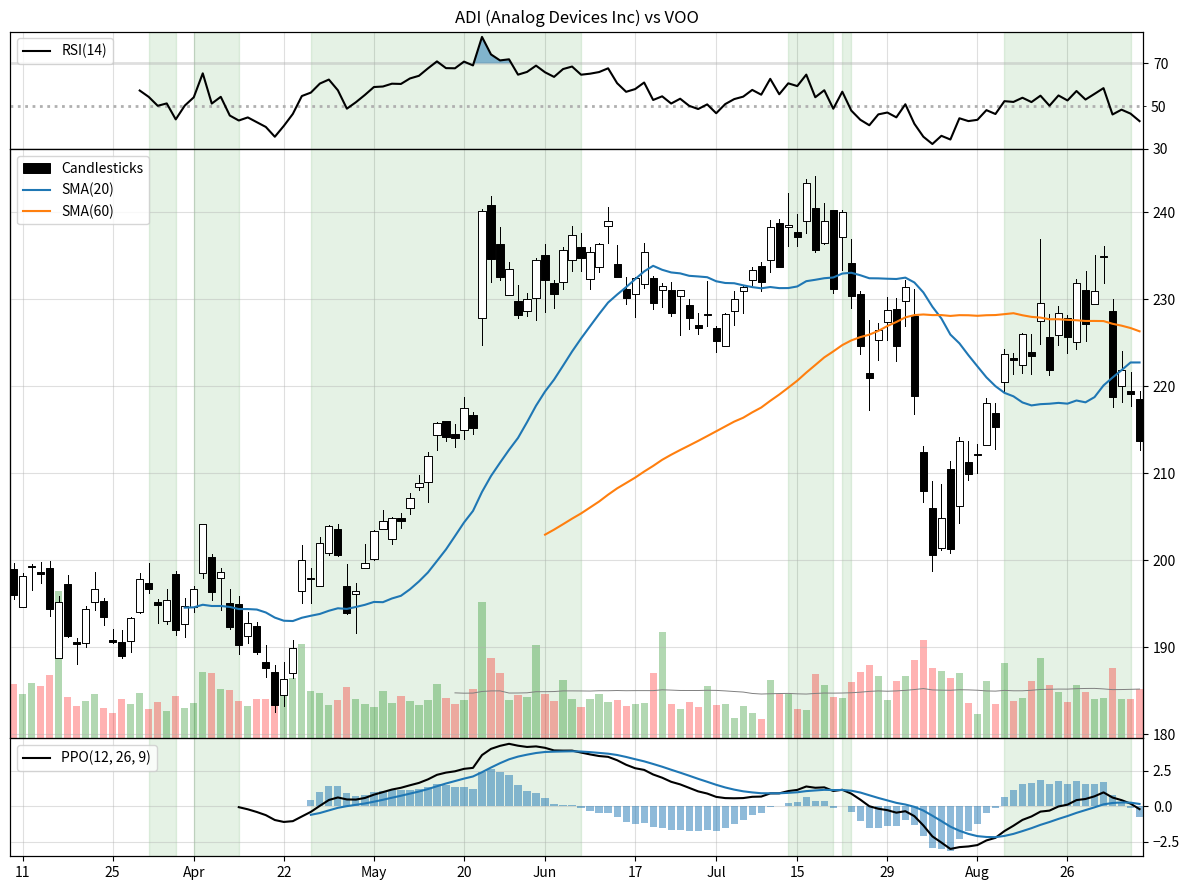 ADI (Analog Devices Inc) vs VOO
RSI(14)
70
50
30
Candlesticks
SMA(20)
SMA(60)
240
230
220
210
200
190
180
PPO(12, 26, 9)
2.5
0.0
−2.5
11 25 Apr 22 May 20 Jun 17 Jul 15 29 Aug 26